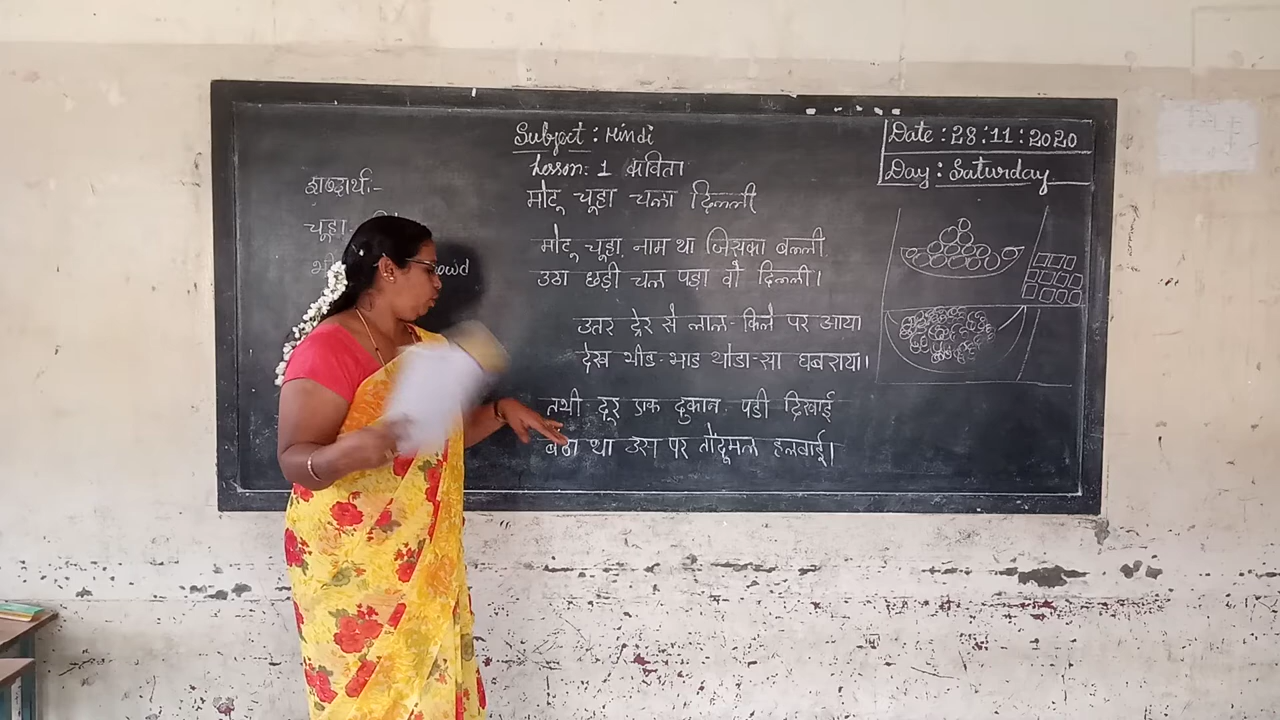 Subject : Hindi
Lesson: 1 कविता
मोटू चूहा चला दिल्ली
Date : 28:11:2020
Day : Saturday
शब्दार्थ:-
चूहा-
मोटू चूहा नाम था जिसका बल्ली
उठा छड़ी चल पड़ा वो दिल्ली।
उतर ट्रेर से लाल-किले पर आया
देख भीड-भाड थोडा-सा घबराया।
तभी दूर एक दुकान पडी दिखाई
बैठा था उस पर तोंदूमल हलवाई।